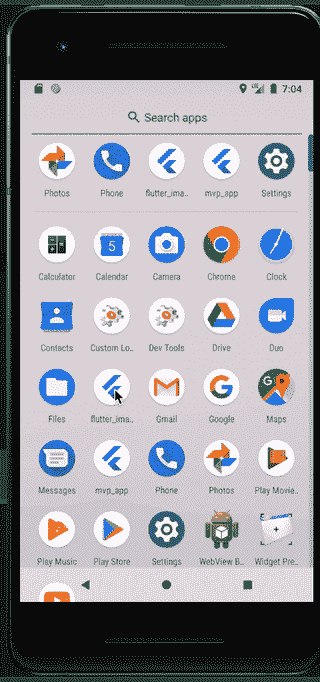 7:04
Search apps
Photos Phone flutter_ima.. mvp_app Settings
Calculator Calendar Camera Chrome Clock
5
Contacts Custom Lo.. Dev Tools Drive Duo
Files flutter_ima.. Gmail Google Maps
Messages mvp_app Phone Photos Play Movie..
Play Music Play Store Settings WebView B.. Widget Pre..